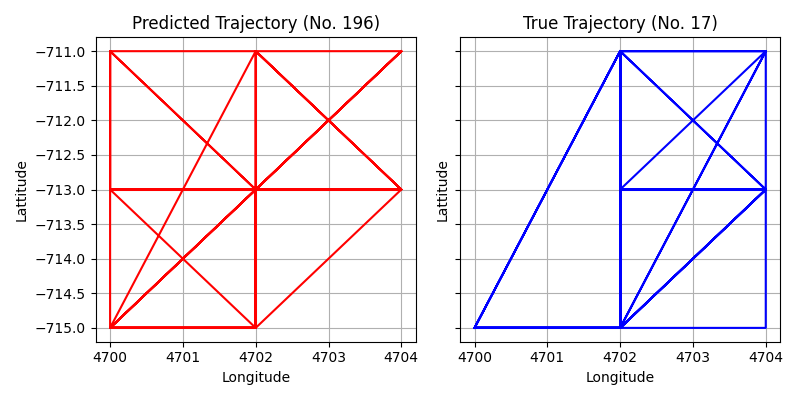 Predicted Trajectory (No. 196)
True Trajectory (No. 17)
−711.0
−711.5
−712.0
−712.5
−713.0
−713.5
−714.0
−714.5
−715.0
Lattitude
Lattitude
4700 4701 4702 4703 4704
4700 4701 4702 4703 4704
Longitude
Longitude